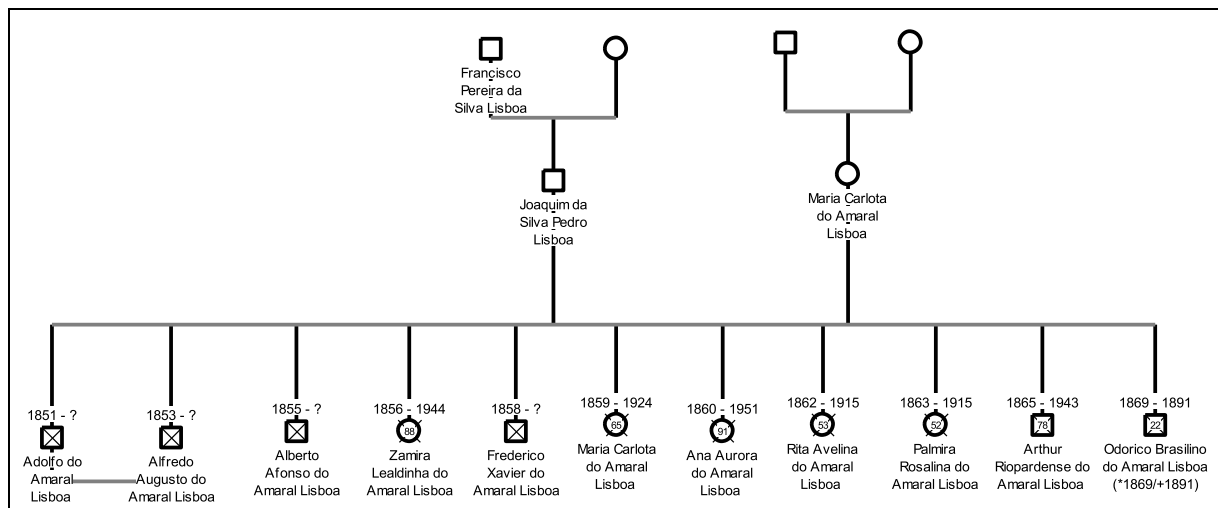 Francisco
Pereira da
Silva Lisboa
Joaquim da
Silva Pedro
Lisboa
Maria Carlota
do Amaral
Lisboa
1851 - ?
Adolfo do
Amaral
Lisboa
1853 - ?
Alfredo
Augusto do
Amaral Lisboa
1855 - ?
Alberto
Afonso do
Amaral Lisboa
1856 - 1944
88
Zamira
Lealdinha do
Amaral Lisboa
1858 - ?
Frederico
Xavier do
Amaral Lisboa
1859 - 1924
65
Maria Carlota
do Amaral
Lisboa
1860 - 1951
91
Ana Aurora
do Amaral
Lisboa
1862 - 1915
53
Rita Avelina
do Amaral
Lisboa
1863 - 1915
52
Palmira
Rosalina do
Amaral Lisboa
1865 - 1943
78
Arthur
Riopardense do
Amaral Lisboa
1869 - 1891
22
Odorico Brasilino
do Amaral Lisboa
(*1869/+1891)